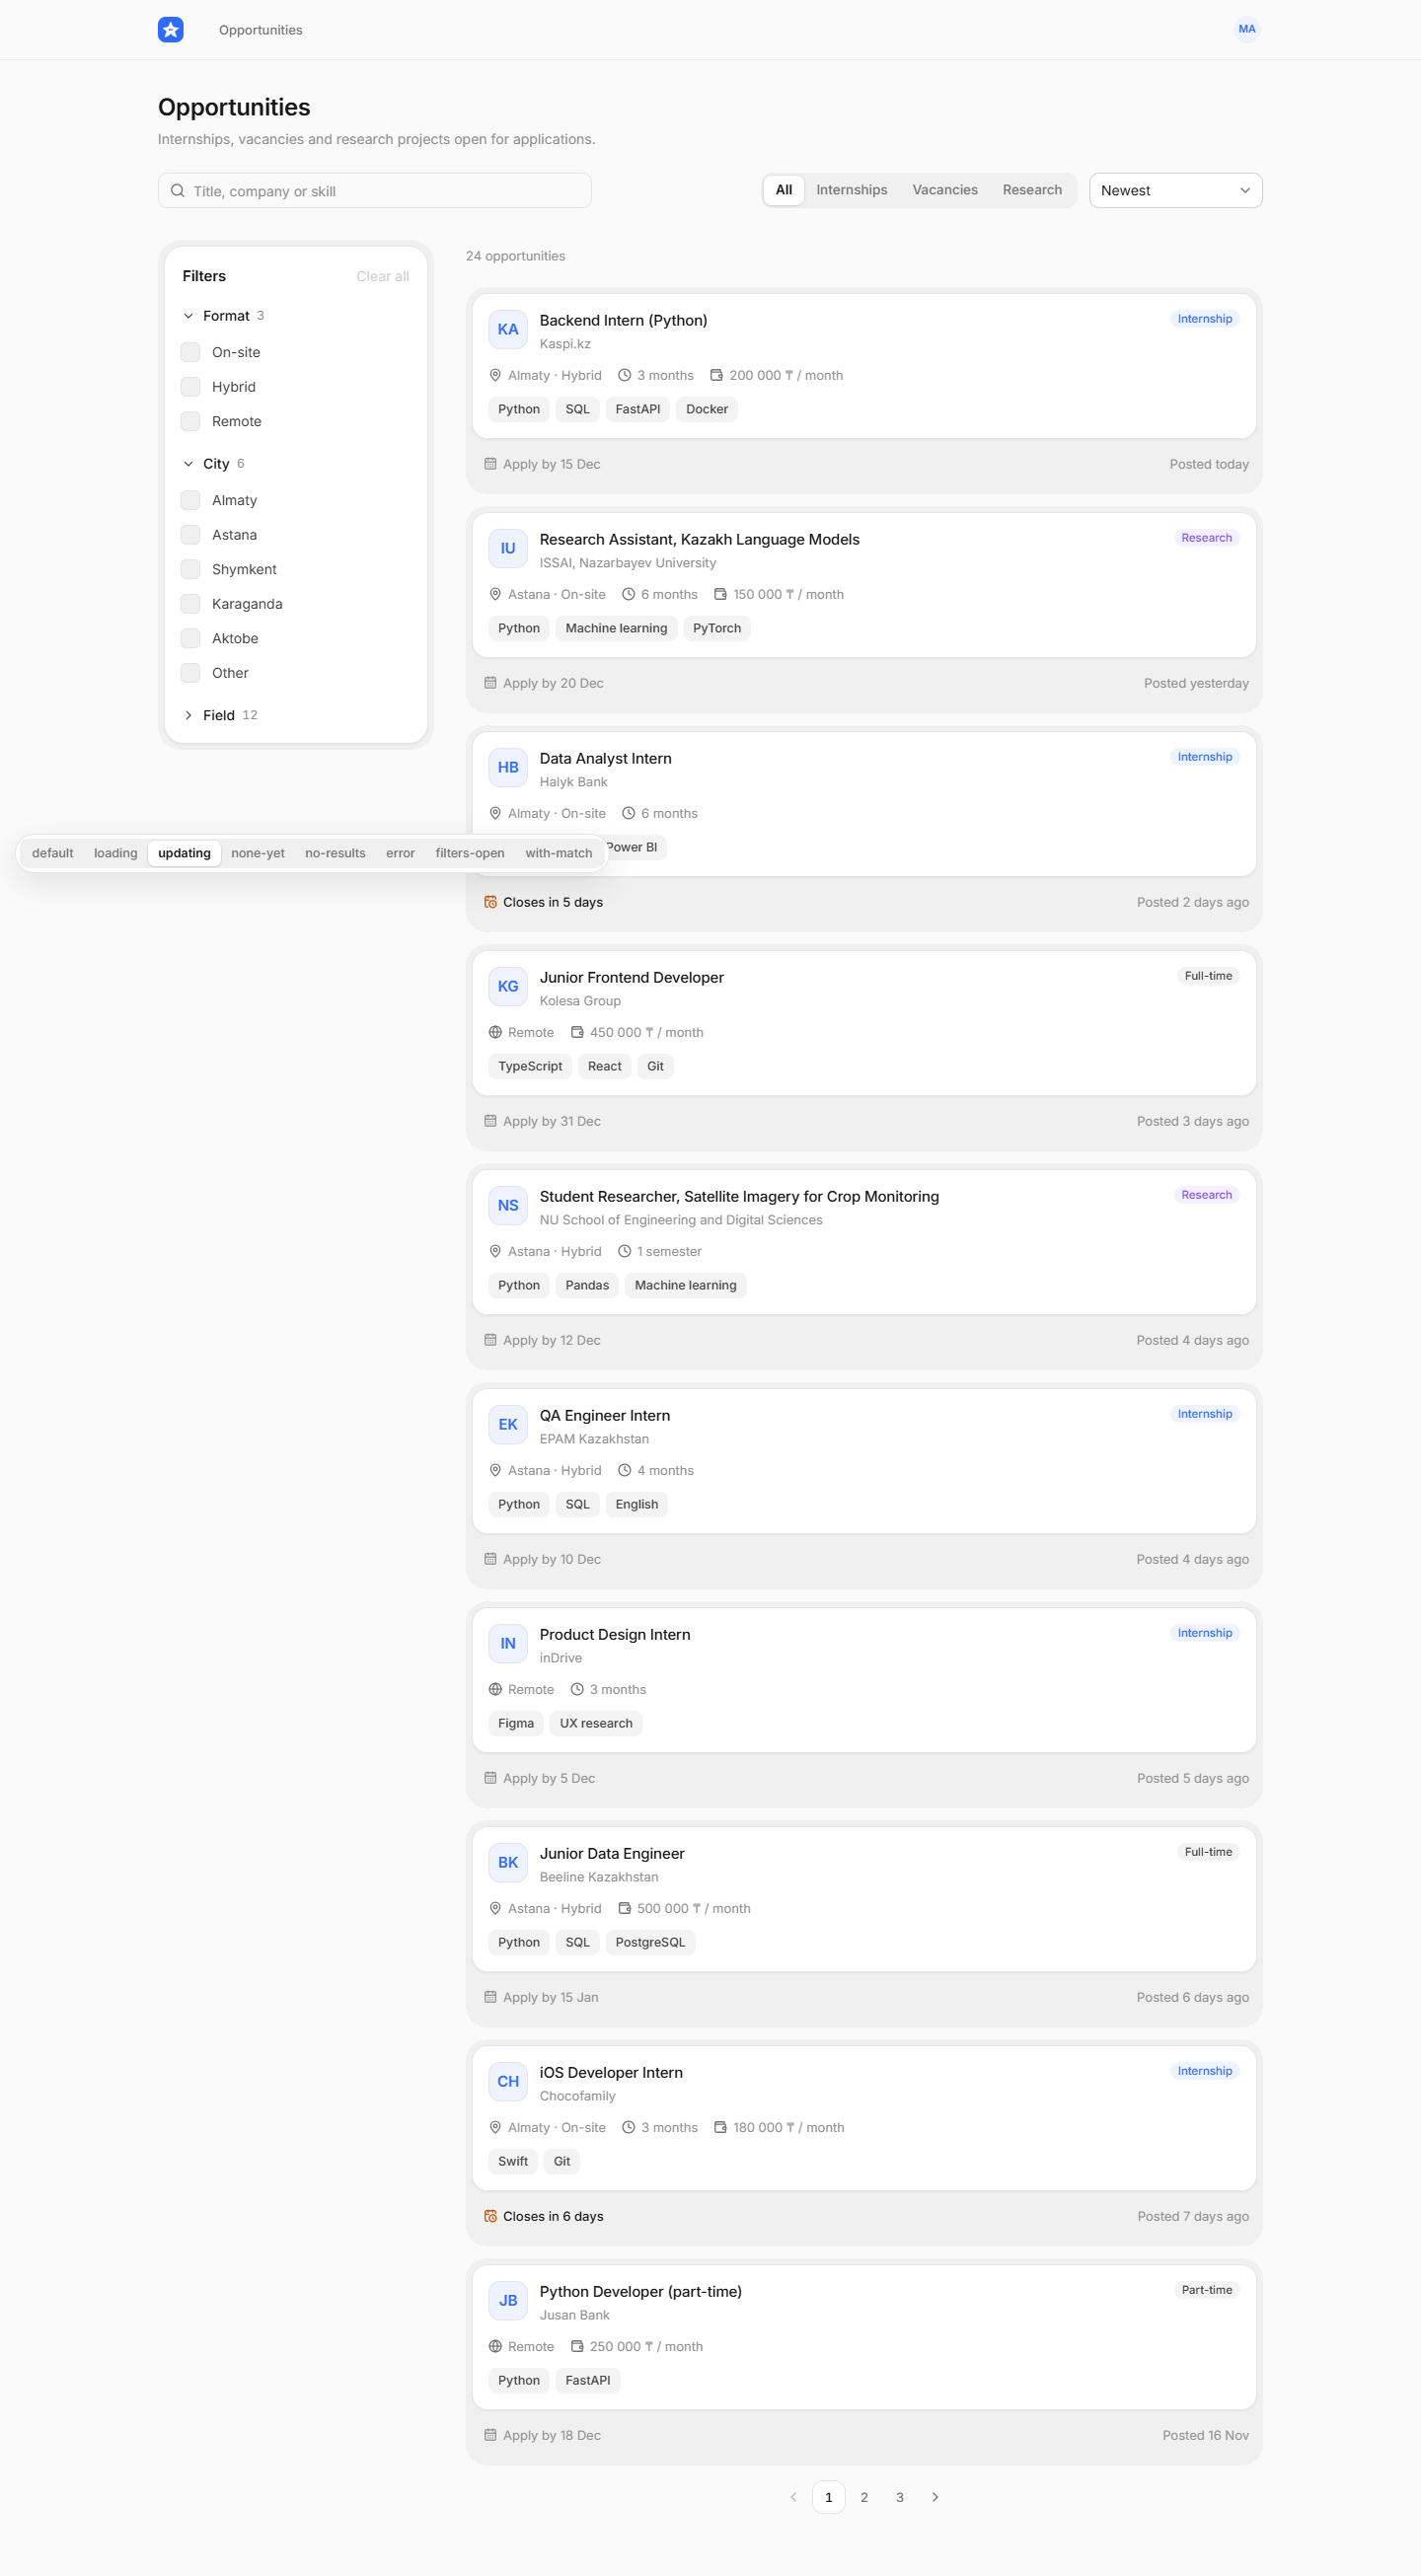 Opportunities
MA
Opportunities
Internships, vacancies and research projects open for applications.
Title, company or skill
All Internships Vacancies Research
Newest
Filters Clear all
Format 3
On-site
Hybrid
Remote
City 6
Almaty
Astana
Shymkent
Karaganda
Aktobe
Other
Field 12
24 opportunities
KA
Backend Intern (Python)
Internship
Kaspi.kz
Almaty · Hybrid 3 months 200 000 ₸ / month
Python SQL FastAPI Docker
Apply by 15 Dec Posted today
IU
Research Assistant, Kazakh Language Models
Research
ISSAI, Nazarbayev University
Astana · On-site 6 months 150 000 ₸ / month
Python Machine learning PyTorch
Apply by 20 Dec Posted yesterday
HB
Data Analyst Intern
Internship
Halyk Bank
Almaty · On-site 6 months
Power BI
default loading updating none-yet no-results error filters-open with-match
Closes in 5 days Posted 2 days ago
KG
Junior Frontend Developer
Full-time
Kolesa Group
Remote 450 000 ₸ / month
TypeScript React Git
Apply by 31 Dec Posted 3 days ago
NS
Student Researcher, Satellite Imagery for Crop Monitoring
Research
NU School of Engineering and Digital Sciences
Astana · Hybrid 1 semester
Python Pandas Machine learning
Apply by 12 Dec Posted 4 days ago
EK
QA Engineer Intern
Internship
EPAM Kazakhstan
Astana · Hybrid 4 months
Python SQL English
Apply by 10 Dec Posted 4 days ago
IN
Product Design Intern
Internship
inDrive
Remote 3 months
Figma UX research
Apply by 5 Dec Posted 5 days ago
BK
Junior Data Engineer
Full-time
Beeline Kazakhstan
Astana · Hybrid 500 000 ₸ / month
Python SQL PostgreSQL
Apply by 15 Jan Posted 6 days ago
CH
iOS Developer Intern
Internship
Chocofamily
Almaty · On-site 3 months 180 000 ₸ / month
Swift Git
Closes in 6 days Posted 7 days ago
JB
Python Developer (part-time)
Part-time
Jusan Bank
Remote 250 000 ₸ / month
Python FastAPI
Apply by 18 Dec Posted 16 Nov
1 2 3